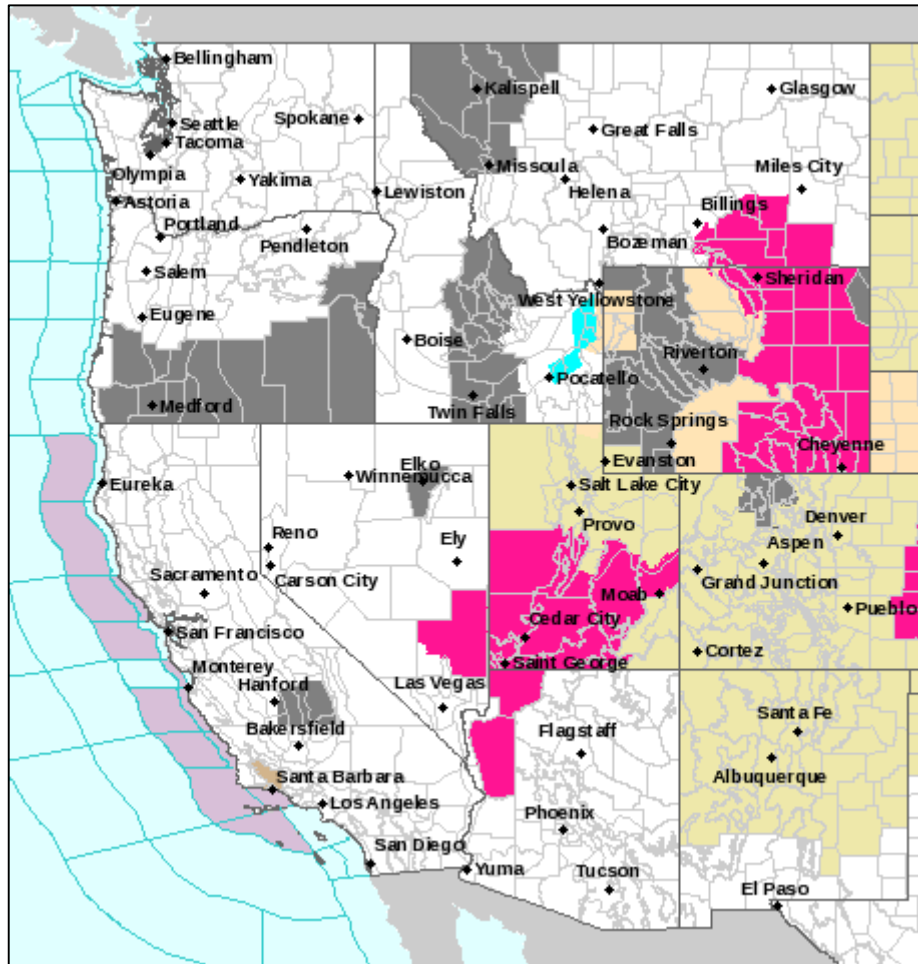 Bellingham
Kalispell
Glasgow
Seattle
Spokane
Great Falls
Tacoma
Missoula
Miles City
Olympia
Yakima
Lewiston
Helena
Astoria
Billings
Portland
Pendleton
Bozeman
Salem
Sheridan
West Yellowstone
Eugene
Boise
Riverton
Pocatello
Medford
Twin Falls
Rock Springs
Cheyenne
Elko
Evanston
Eureka
Winnemucca
Salt Lake City
Provo
Denver
Reno
Ely
Aspen
Sacramento
Carson City
Moab
Grand Junction
Cedar City
Pueblo
San Francisco
Cortez
Saint George
Monterey
Hanford
Las Vegas
Santa Fe
Bakersfield
Flagstaff
Albuquerque
Santa Barbara
Los Angeles
Phoenix
San Diego
Yuma
Tucson
El Paso